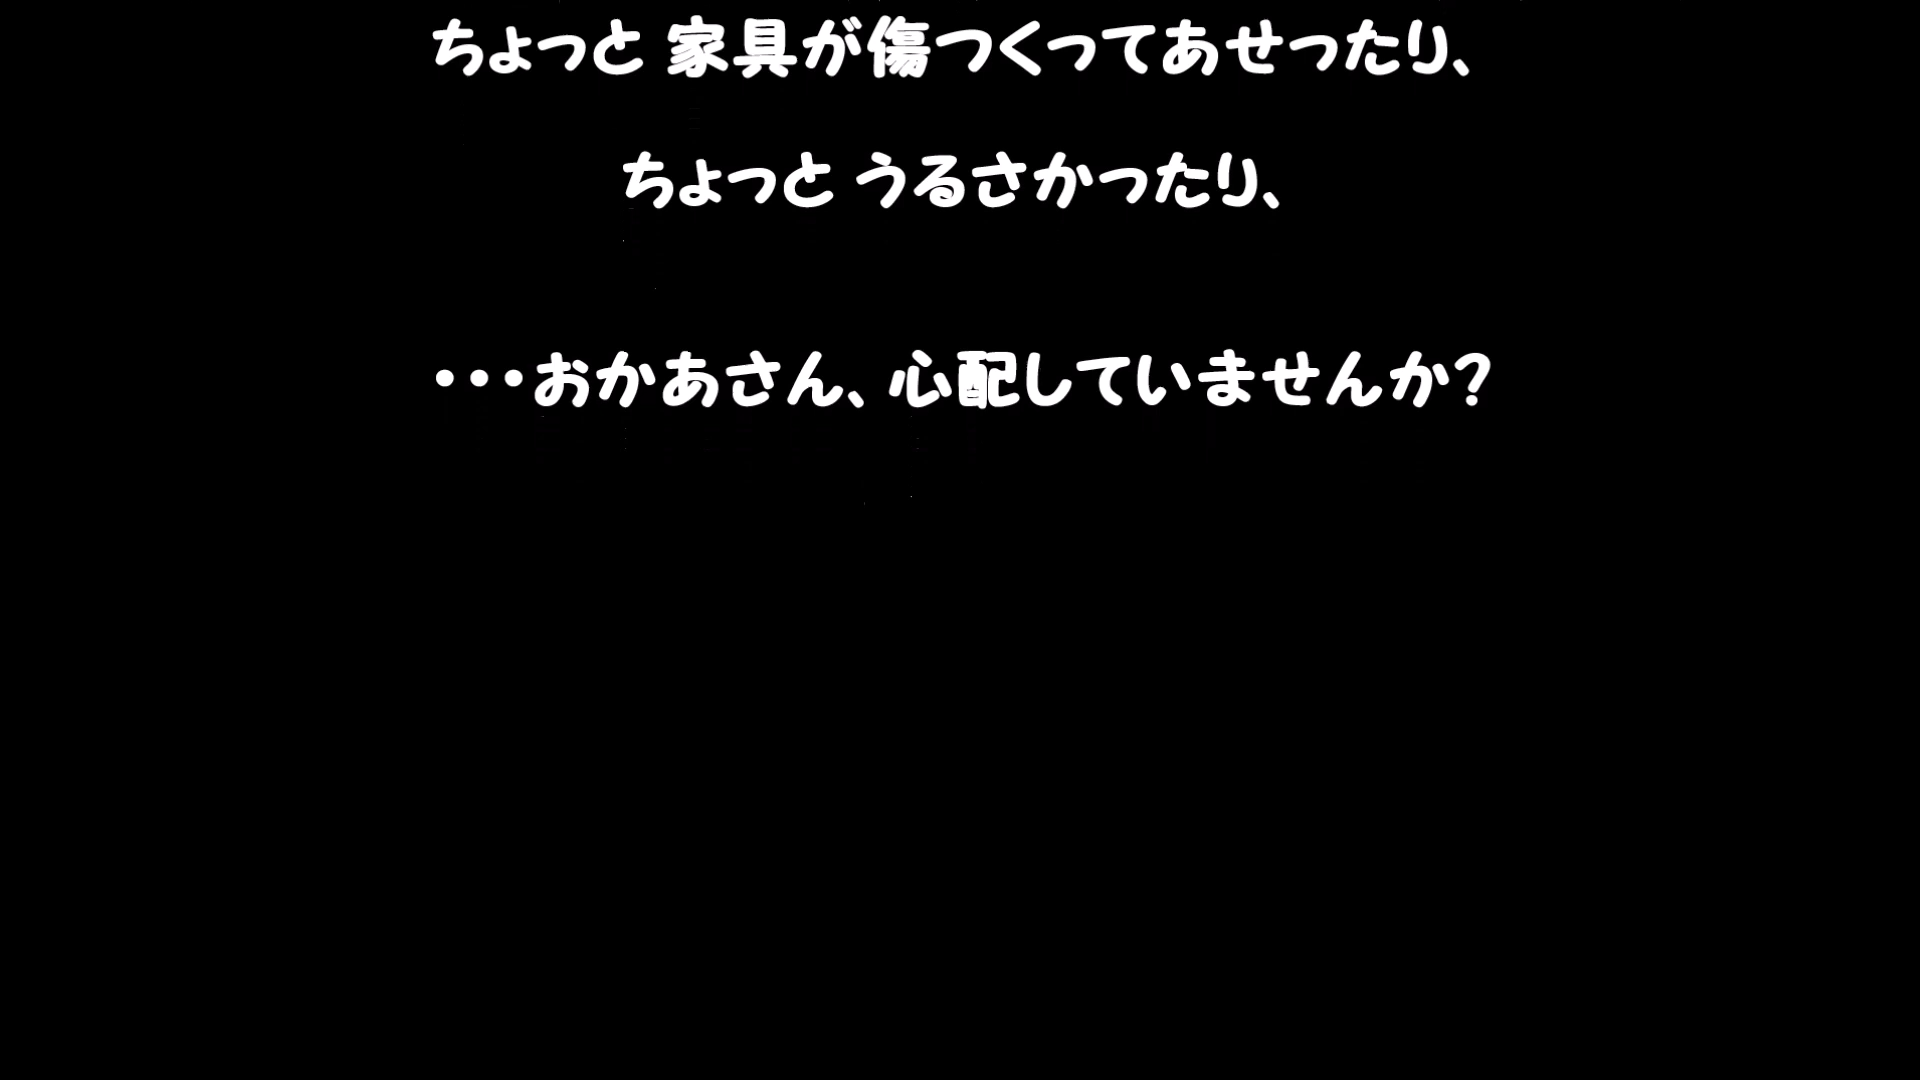 ちょっと 家具が傷つくってあせったり、
ちょっと うるさかったり、
・・・おかあさん、心配していませんか?